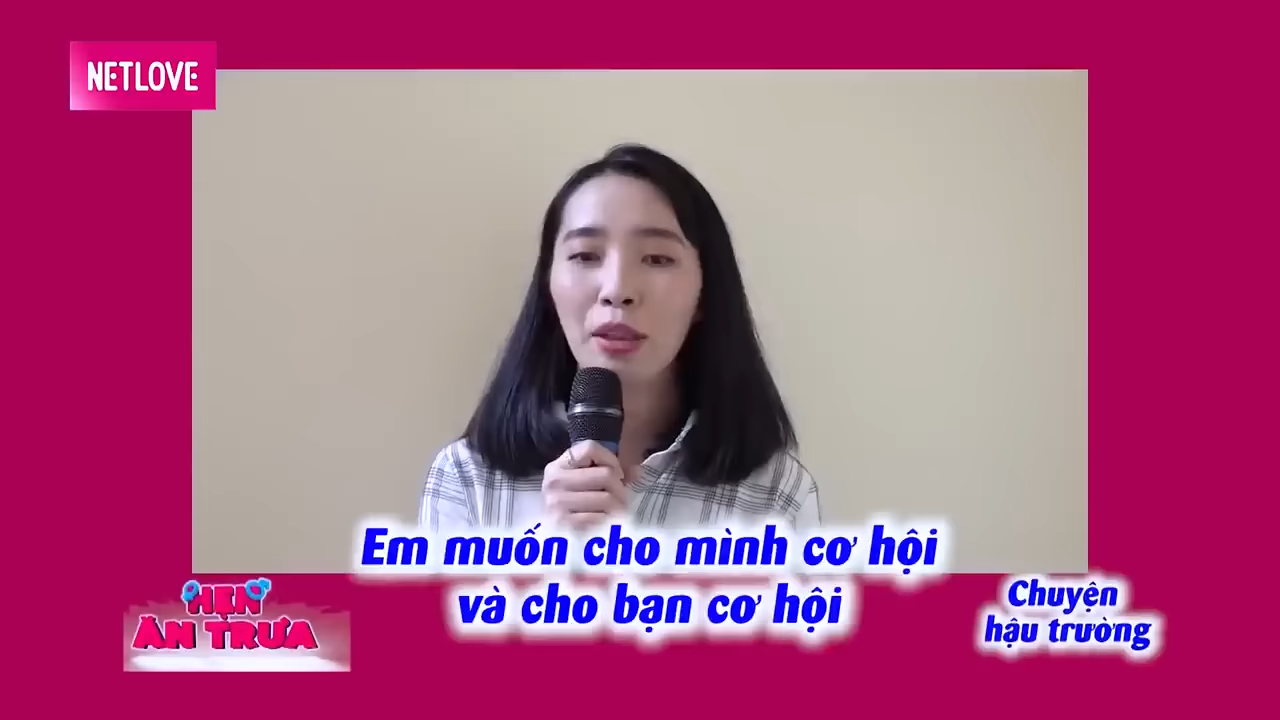 NETLOVE
Em muốn cho mình cơ hội
và cho bạn cơ hội
HẸN
ĂN TRƯA
Chuyện
hậu trường